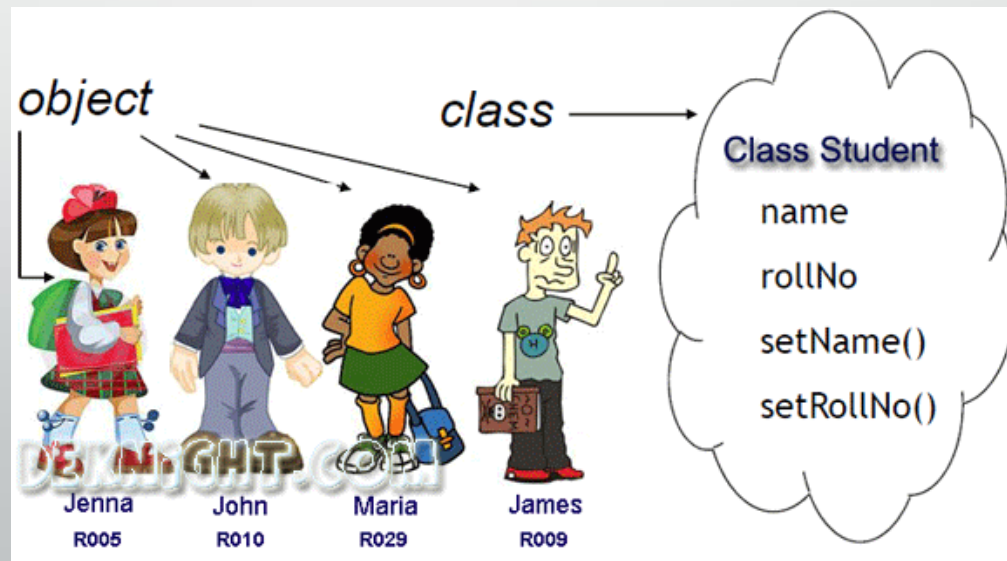 object
class
Class Student
name
rollNo
setName()
setRollNo()
Jenna
John
Maria
James
R005
R010
R029
R009
H